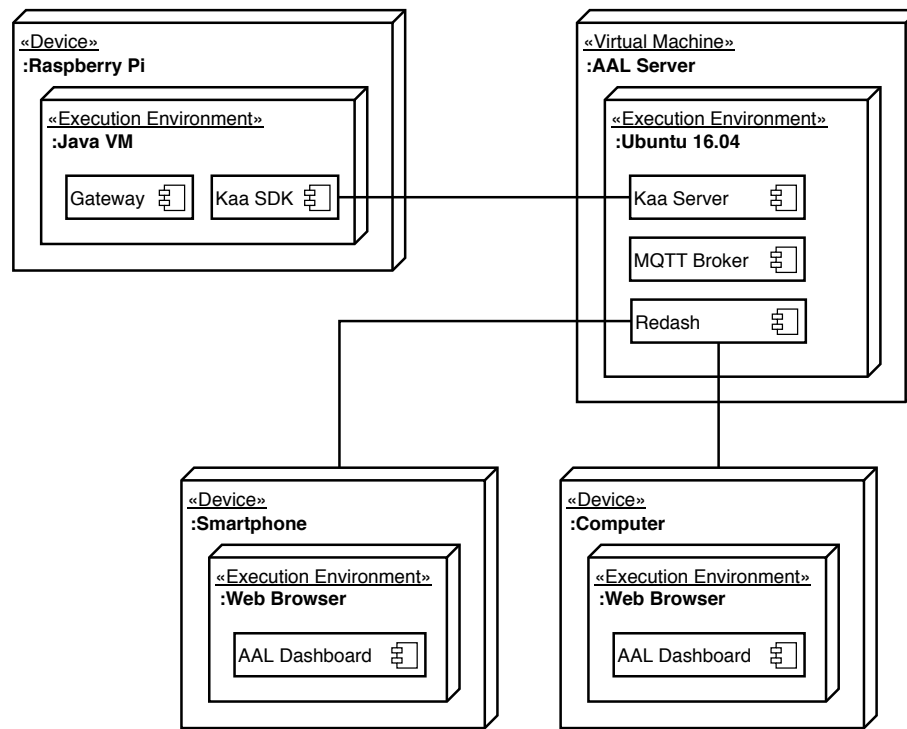 «Device»
:Raspberry Pi
«Execution Environment»
:Java VM
Gateway
Kaa SDK
«Virtual Machine»
:AAL Server
«Execution Environment»
:Ubuntu 16.04
Kaa Server
MQTT Broker
Redash
«Device»
:Smartphone
«Execution Environment»
:Web Browser
AAL Dashboard
«Device»
:Computer
«Execution Environment»
:Web Browser
AAL Dashboard